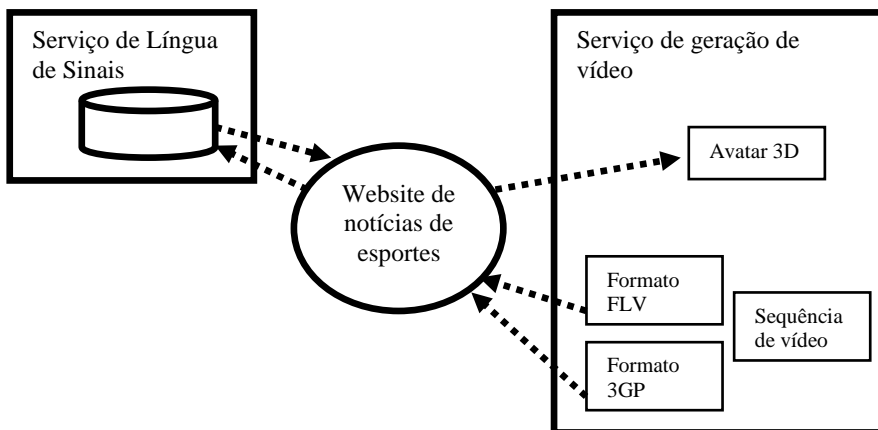 Serviço de Língua
de Sinais
Serviço de geração de
vídeo
Avatar 3D
Website de
notícias de
esportes
Formato
FLV
Sequência
de vídeo
Formato
3GP